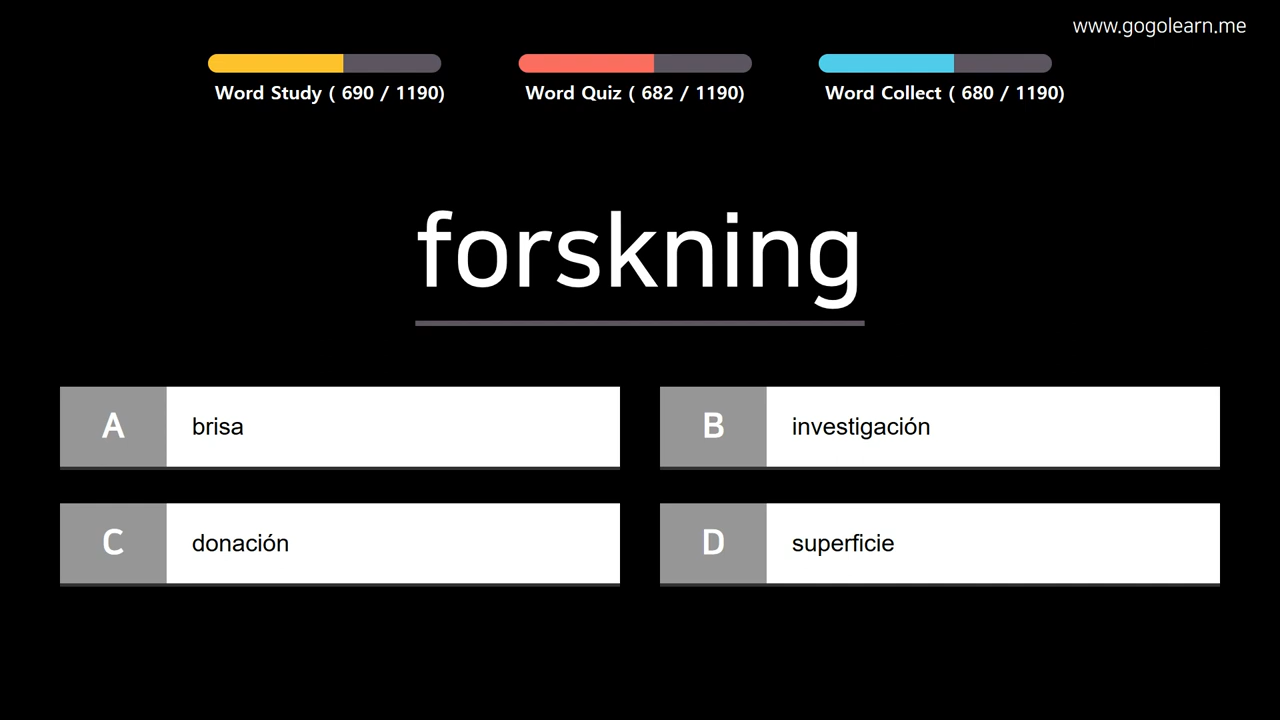 www.gogolearn.me
Word Study ( 690 / 1190)
Word Quiz ( 682 / 1190)
Word Collect ( 680 / 1190)
forskning
A brisa
B investigación
C donación
D superficie